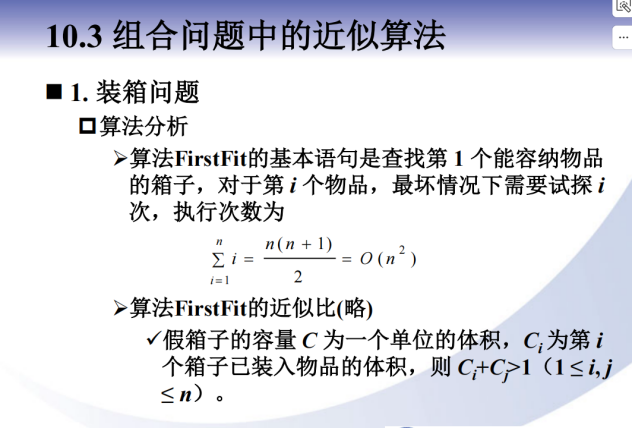 10.3 组合问题中的近似算法
■ 1. 装箱问题
算法分析
➢算法FirstFit的基本语句是查找第 1 个能容纳物品
的箱子，对于第 i 个物品，最坏情况下需要试探 i
次，执行次数为
$\sum_{i=1}^{n} i = \frac{n(n+1)}{2} = O(n^2)$
➢算法FirstFit的近似比(略)
✓假箱子的容量 C 为一个单位的体积，Cᵢ为第 i
个箱子已装入物品的体积，则 Cᵢ+Cⱼ>1（1 ≤ i, j
≤ n）。